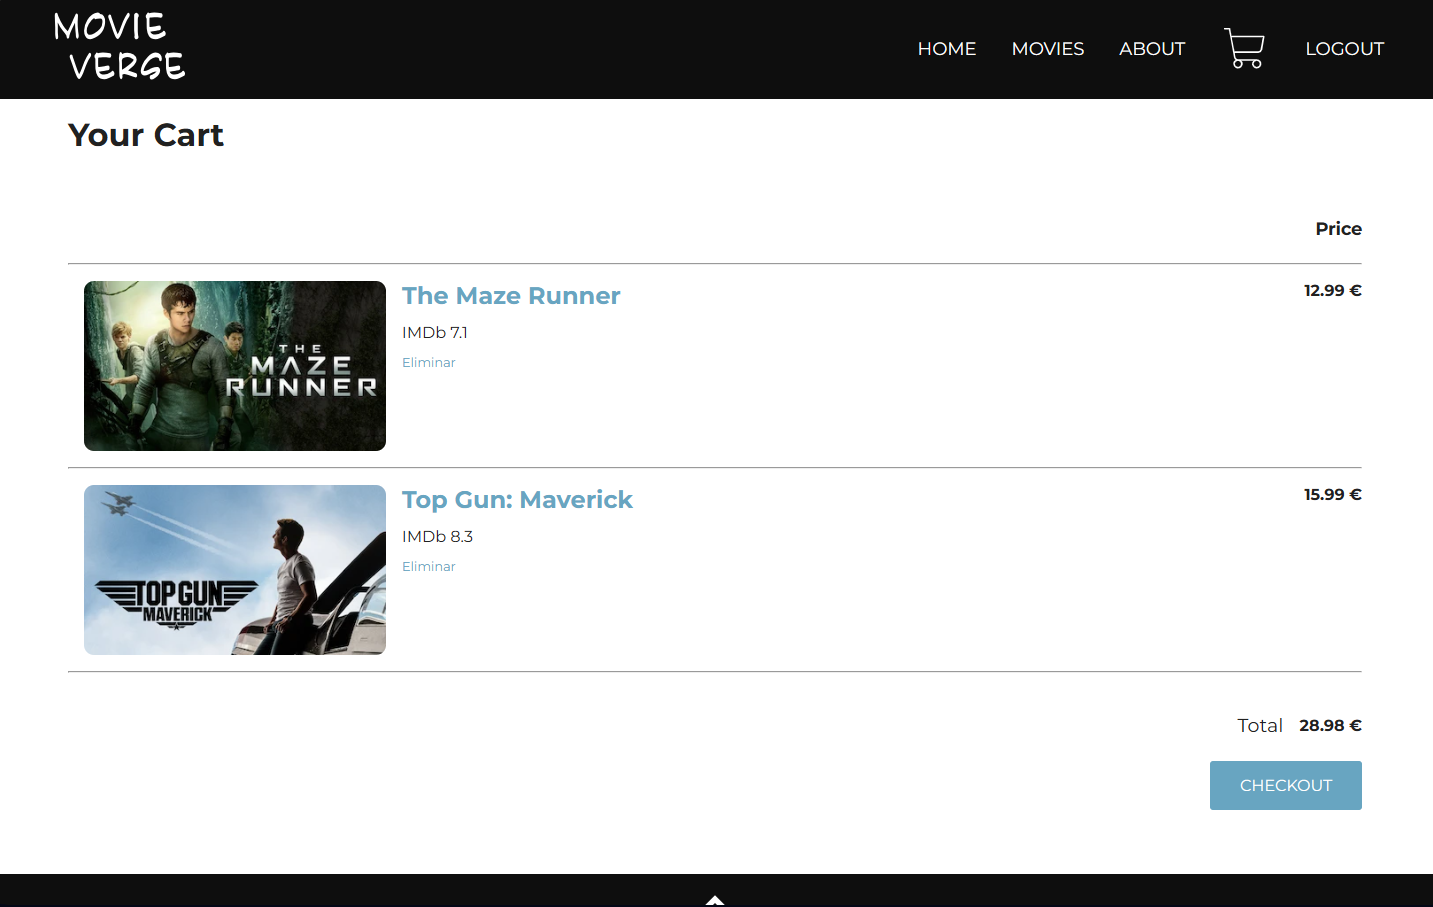 MOVIE
VERSE
HOME MOVIES ABOUT LOGOUT
Your Cart
Price
The Maze Runner 12.99 €
IMDb 7.1
Eliminar
THE
MAZE
RUNNER
Top Gun: Maverick 15.99 €
IMDb 8.3
Eliminar
TOP GUN
MAVERICK
Total 28.98 €
CHECKOUT